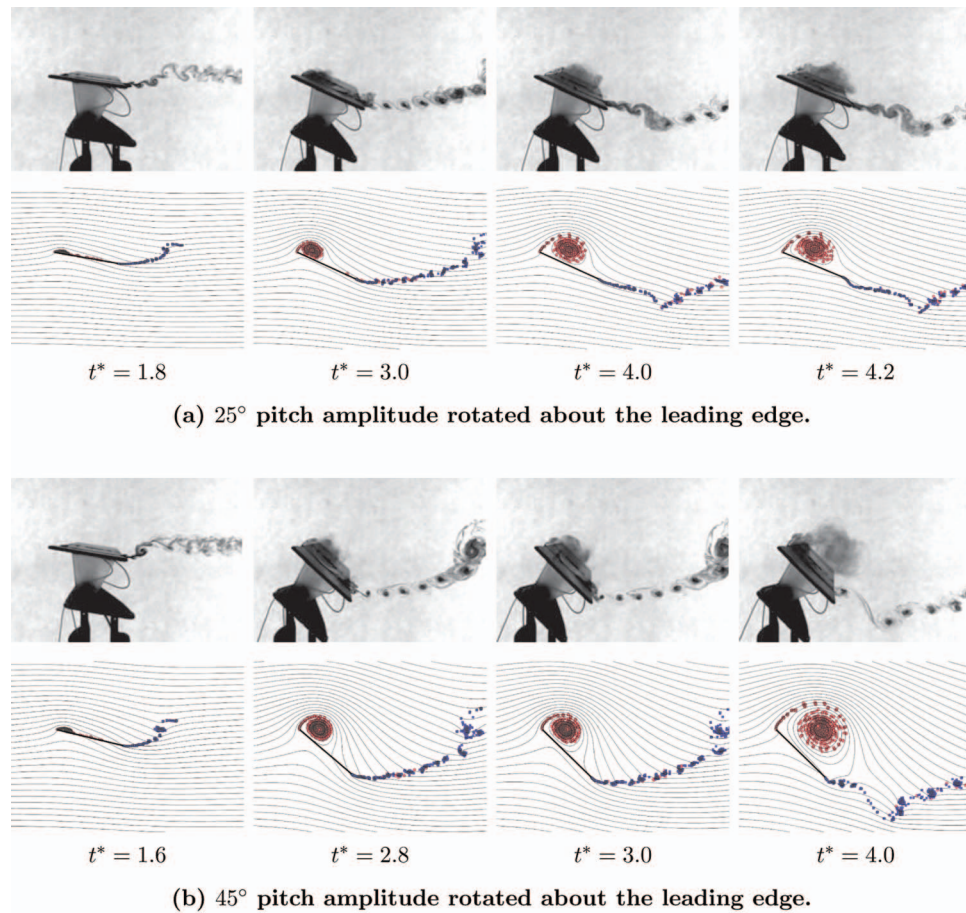 t* = 1.8 t* = 3.0 t* = 4.0 t* = 4.2
(a) 25° pitch amplitude rotated about the leading edge.
t* = 1.6 t* = 2.8 t* = 3.0 t* = 4.0
(b) 45° pitch amplitude rotated about the leading edge.